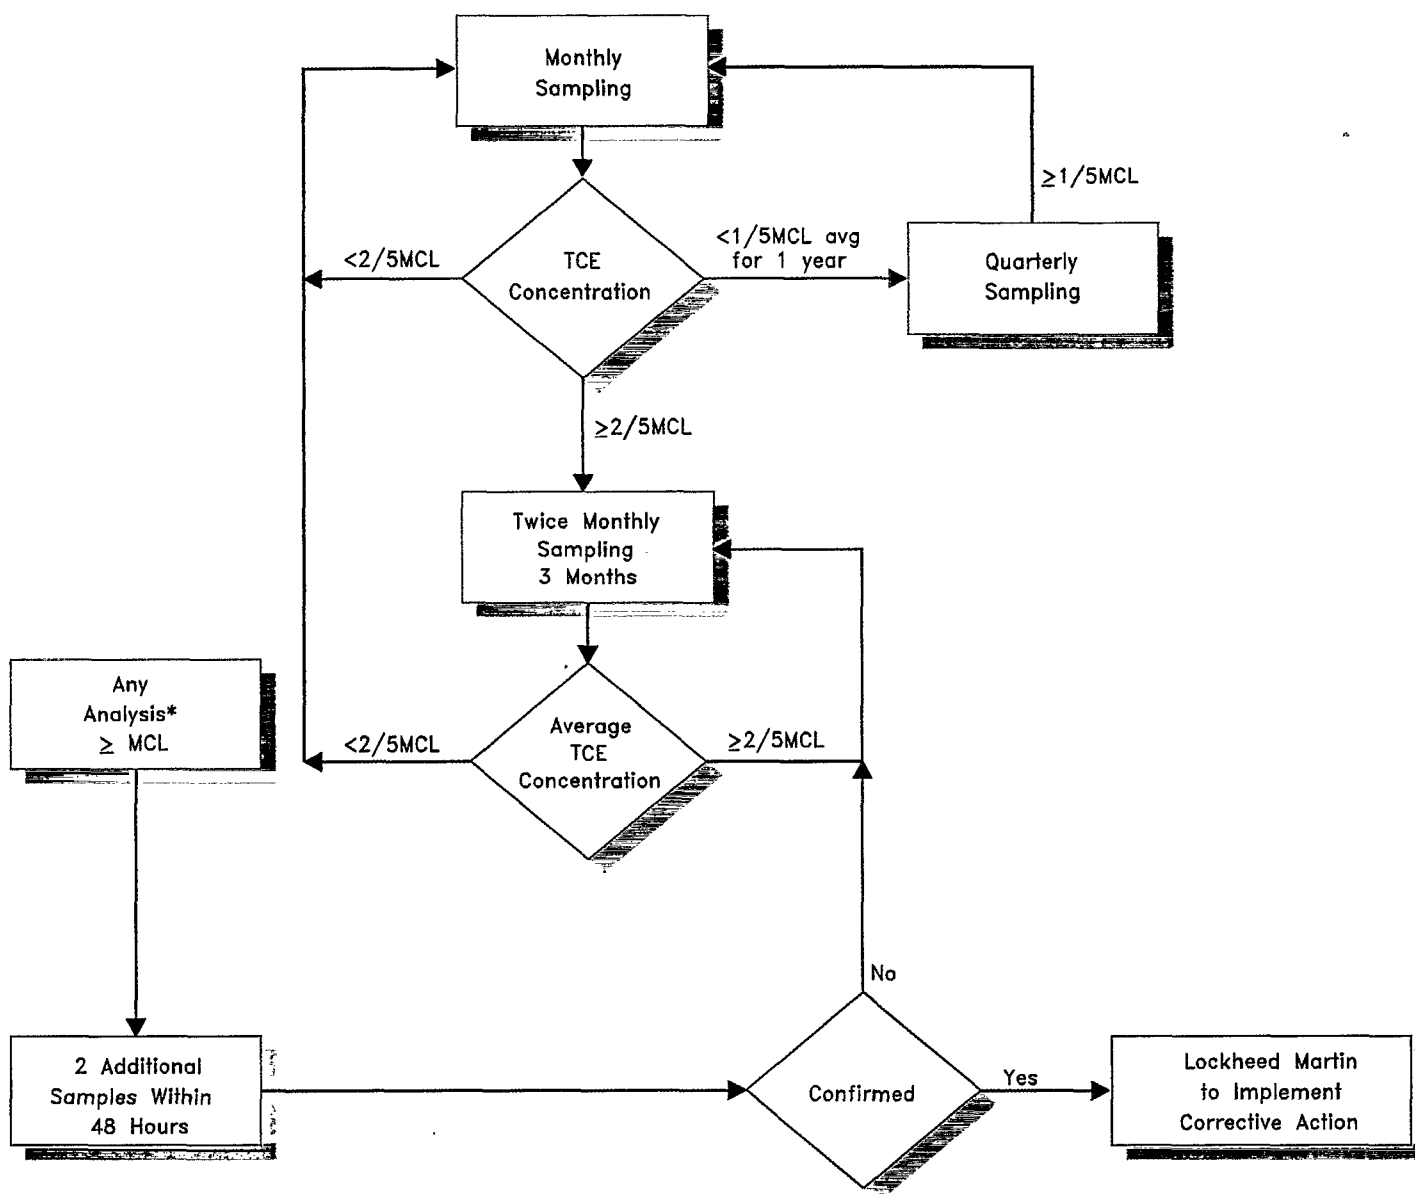 Monthly
Sampling
≥1/5MCL
<2/5MCL
TCE
Concentration
<1/5MCL avg
for 1 year
Quarterly
Sampling
≥2/5MCL
Twice Monthly
Sampling
3 Months
Any
Analysis*
≥ MCL
<2/5MCL
Average
TCE
Concentration
≥2/5MCL
No
2 Additional
Samples Within
48 Hours
Confirmed
Yes
Lockheed Martin
to Implement
Corrective Action